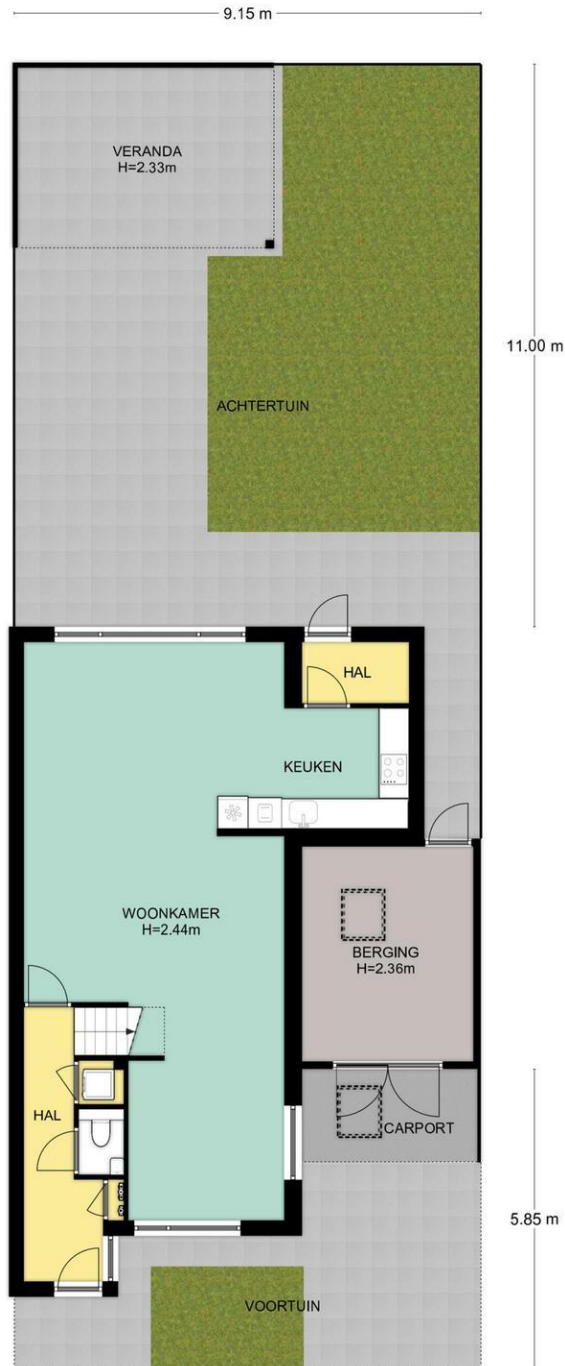 9.15 m
VERANDA
H=2.33m
11.00 m
ACHTERTUIN
HAL
KEUKEN
WOONKAMER
H=2.44m
BERGING
H=2.36m
HAL
CARPORT
5.85 m
VOORTUIN